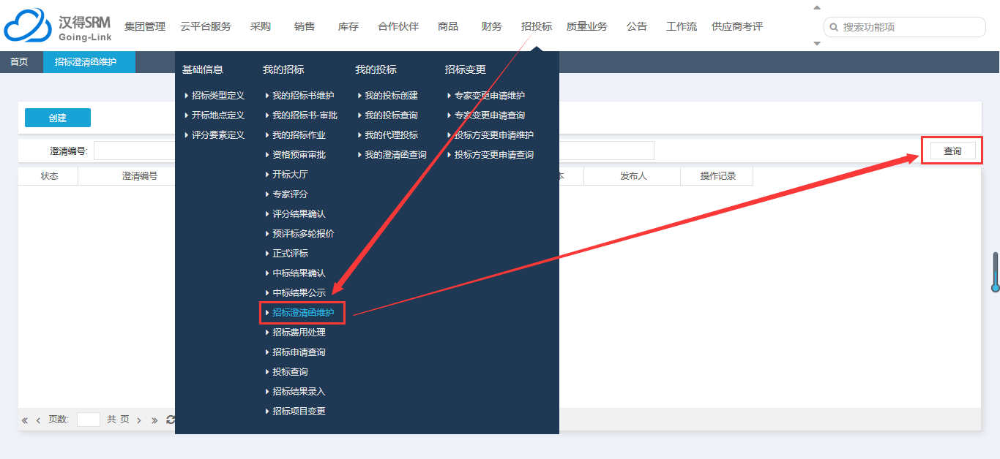 汉得SRM
Going-Link
集团管理 云平台服务 采购 销售 库存 合作伙伴 商品 财务 招投标 质量业务 公告 工作流 供应商考评
搜索功能项
首页 招标澄清函维护
基础信息 我的招标 我的投标 招标变更
招标类型定义 我的招标书维护 我的投标创建 专家变更申请维护
开标地点定义 我的招标书-审批 我的投标查询 专家变更申请查询
评分要素定义 我的招标作业 我的代理投标 投标方变更申请维护
资格预审审批 我的澄清函查询 投标方变更申请查询
开标大厅
专家评分
评分结果确认
预评标多轮报价
正式评标
中标结果确认
中标结果公示
招标澄清函维护
招标费用处理
招标申请查询
投标查询
招标结果录入
招标项目变更
创建
澄清编号: 查询
状态 澄清编号 本 发布人 操作记录
« ‹ 页数: 共 页 › »